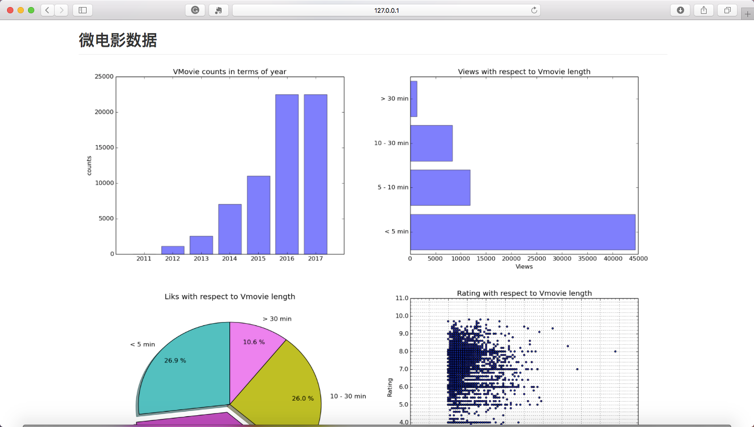 127.0.0.1
微电影数据
VMovie counts in terms of year
25000
20000
15000
10000
5000
0
counts
2011 2012 2013 2014 2015 2016 2017
Views with respect to Vmovie length
> 30 min
10 - 30 min
5 - 10 min
< 5 min
0 5000 10000 15000 20000 25000 30000 35000 40000 45000
Views
Liks with respect to Vmovie length
> 30 min
< 5 min
10.6 %
26.9 %
10 - 30 min
26.0 %
Rating with respect to Vmovie length
11.0
10.0
9.0
8.0
7.0
6.0
5.0
4.0
Rating